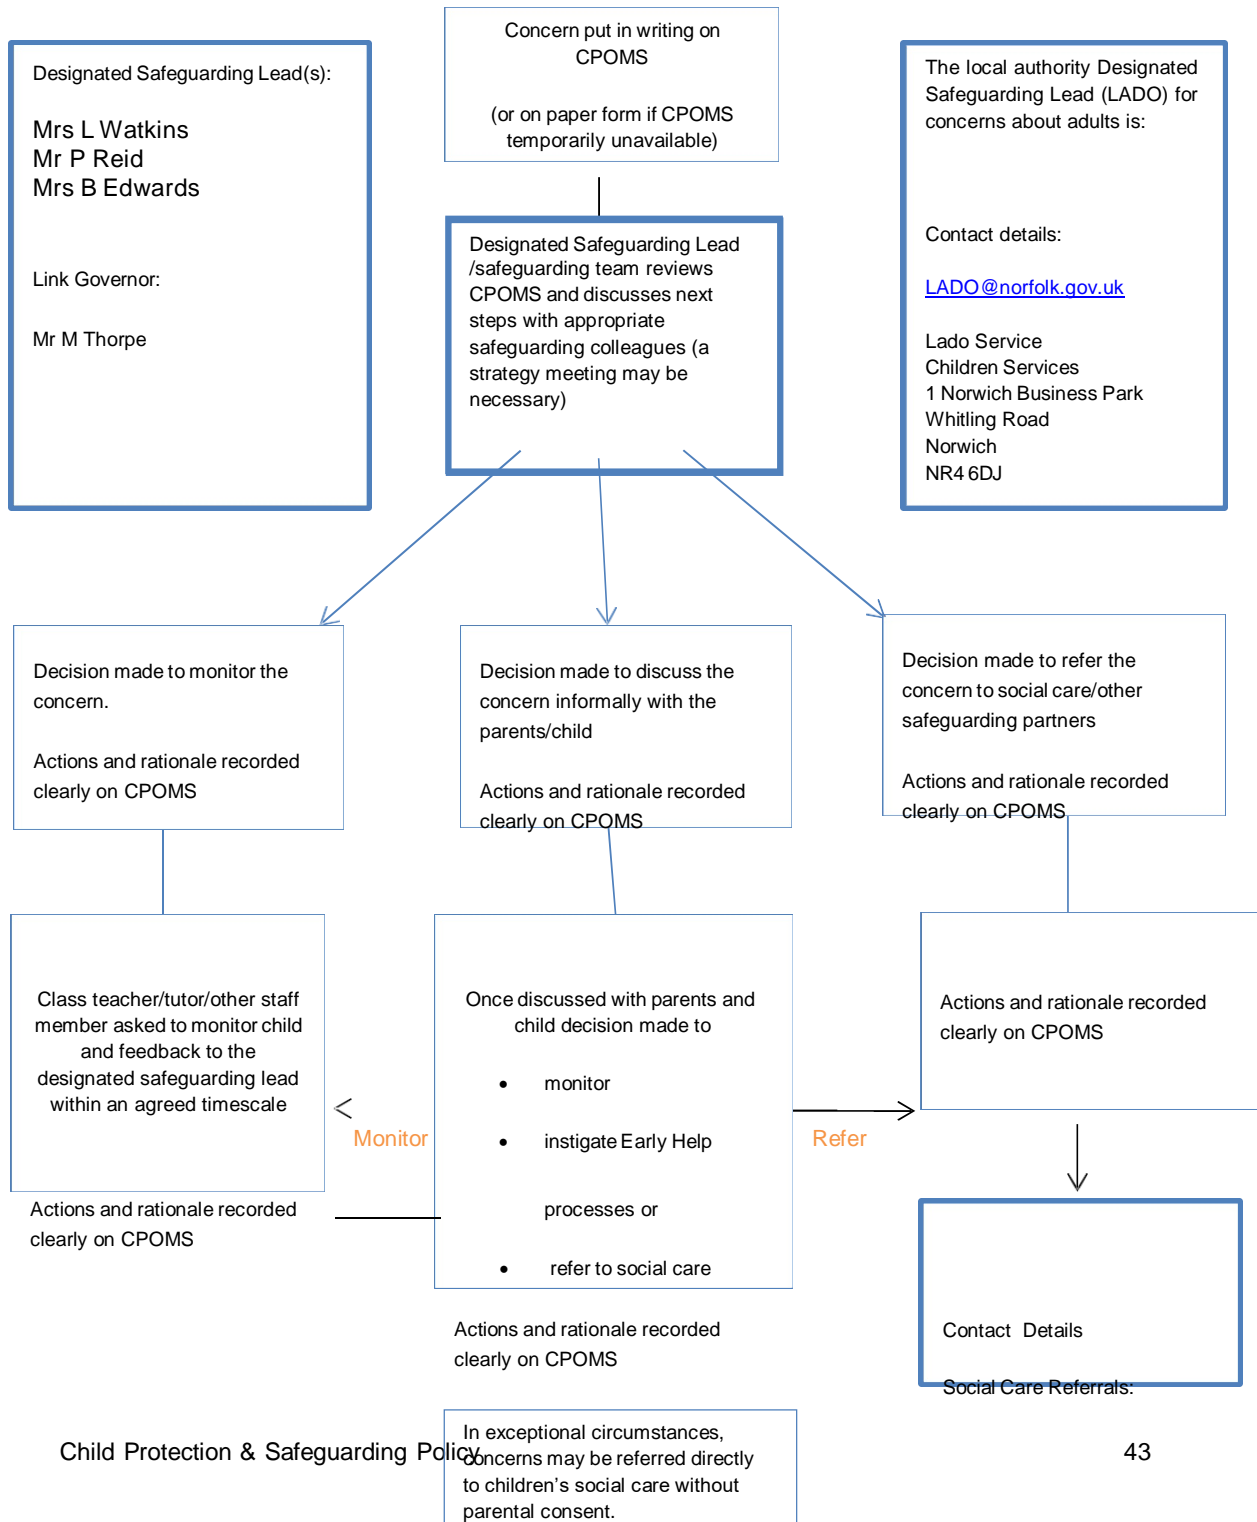 Concern put in writing on
CPOMS
(or on paper form if CPOMS
temporarily unavailable)
Designated Safeguarding Lead(s):
Mrs L Watkins
Mr P Reid
Mrs B Edwards
Link Governor:
Mr M Thorpe
The local authority Designated
Safeguarding Lead (LADO) for
concerns about adults is:
Contact details:
LADO@norfolk.gov.uk
Lado Service
Children Services
1 Norwich Business Park
Whitling Road
Norwich
NR4 6DJ
Designated Safeguarding Lead
/safeguarding team reviews
CPOMS and discusses next
steps with appropriate
safeguarding colleagues (a
strategy meeting may be
necessary)
Decision made to monitor the
concern.
Actions and rationale recorded
clearly on CPOMS
Decision made to discuss the
concern informally with the
parents/child
Actions and rationale recorded
clearly on CPOMS
Decision made to refer the
concern to social care/other
safeguarding partners
Actions and rationale recorded
clearly on CPOMS
Class teacher/tutor/other staff
member asked to monitor child
and feedback to the
designated safeguarding lead
within an agreed timescale
Actions and rationale recorded
clearly on CPOMS
Monitor
Once discussed with parents and
child decision made to
• monitor
• instigate Early Help
processes or
• refer to social care
Actions and rationale recorded
clearly on CPOMS
Refer
Actions and rationale recorded
clearly on CPOMS
Contact Details
Social Care Referrals:
In exceptional circumstances,
concerns may be referred directly
to children's social care without
parental consent.
Child Protection & Safeguarding Policy
43